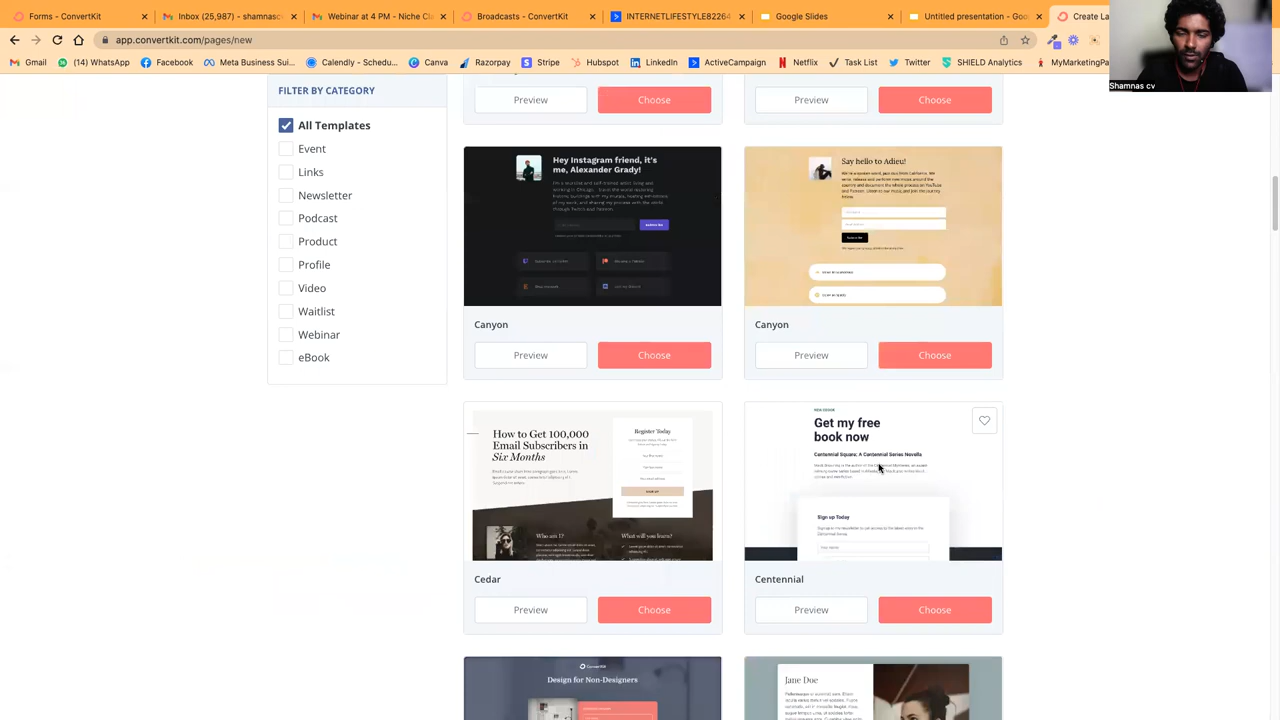 Forms - ConvertKit
Inbox (25,987) - shamnasc
Webinar at 4 PM - Niche Cl
Broadcasts - ConvertKit
INTERNETLIFESTYLE82264
Google Slides
Untitled presentation - Goo
Create La
app.convertkit.com/pages/new
Gmail
(14) WhatsApp
Facebook
Meta Business Sui...
Calendly - Schedu...
Canva
Razorpay
Stripe
Hubspot
LinkedIn
ActiveCampaign
Netflix
Task List
Twitter
SHIELD Analytics
MyMarketingPa
Shamnas cv
FILTER BY CATEGORY
All Templates
Event
Links
Newsletter
Podcast
Product
Profile
Video
Waitlist
Webinar
eBook
Preview
Choose
Preview
Choose
Hey Instagram friend, it's
me, Alexander Grady!
Canyon
Preview
Choose
Say hello to Adieu!
Canyon
Preview
Choose
How to Get 100,000
Email Subscribers in
Six Months
Register Today
Who am I?
What will you learn?
Cedar
Preview
Choose
Get my free
book now
Centennial Square: A Centennial Series Novella
Sign up Today
Centennial
Preview
Choose
ConvertKit
Design for Non-Designers
Jane Doe